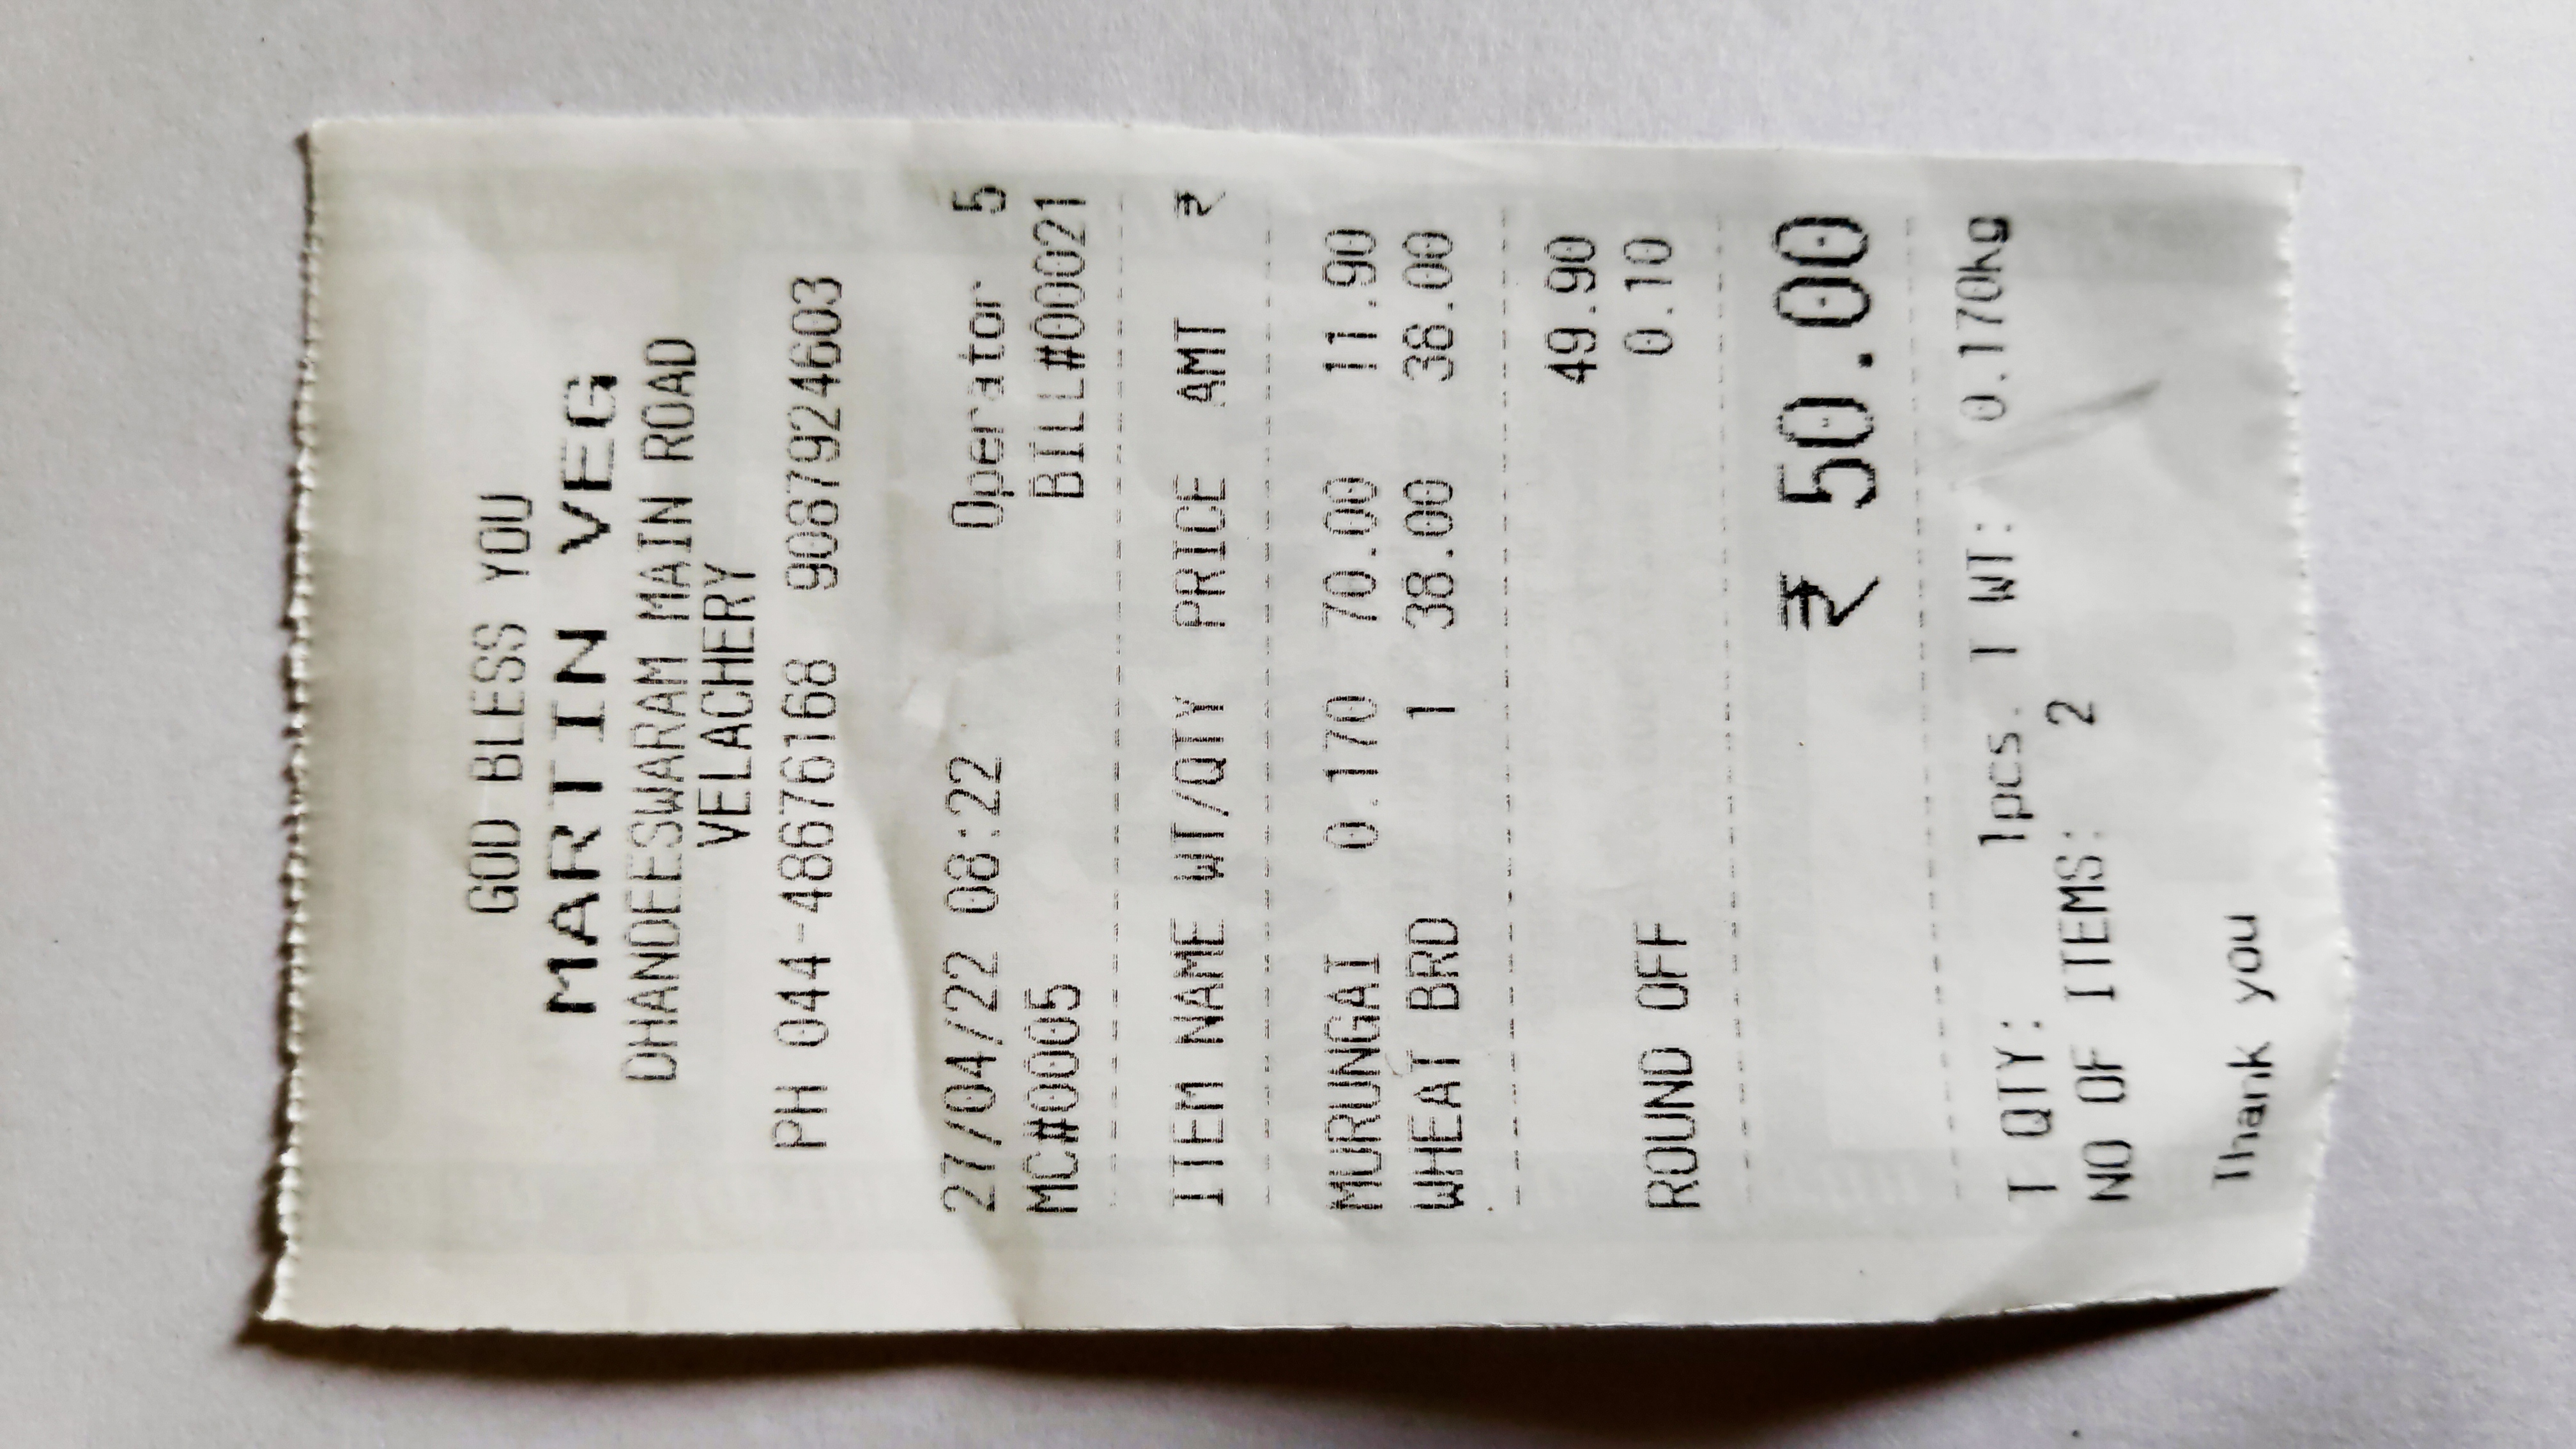 GOD BLESS YOU
MARTIN VEG
DHANDEESWARAM MAIN ROAD
VELACHERY
PH 044-48676168 9087924603
27/04/22 08:22 Operator 5
MC#0005 BILL#00021
ITEM NAME WT/QTY PRICE AMT ₹
MURUNGAI 0.170 70.00 11.90
WHEAT BRD 1 38.00 38.00
49.90
ROUND OFF 0.10
₹ 50.00
T QTY: 1pcs. T WT: 0.170kg
NO OF ITEMS: 2
Thank you